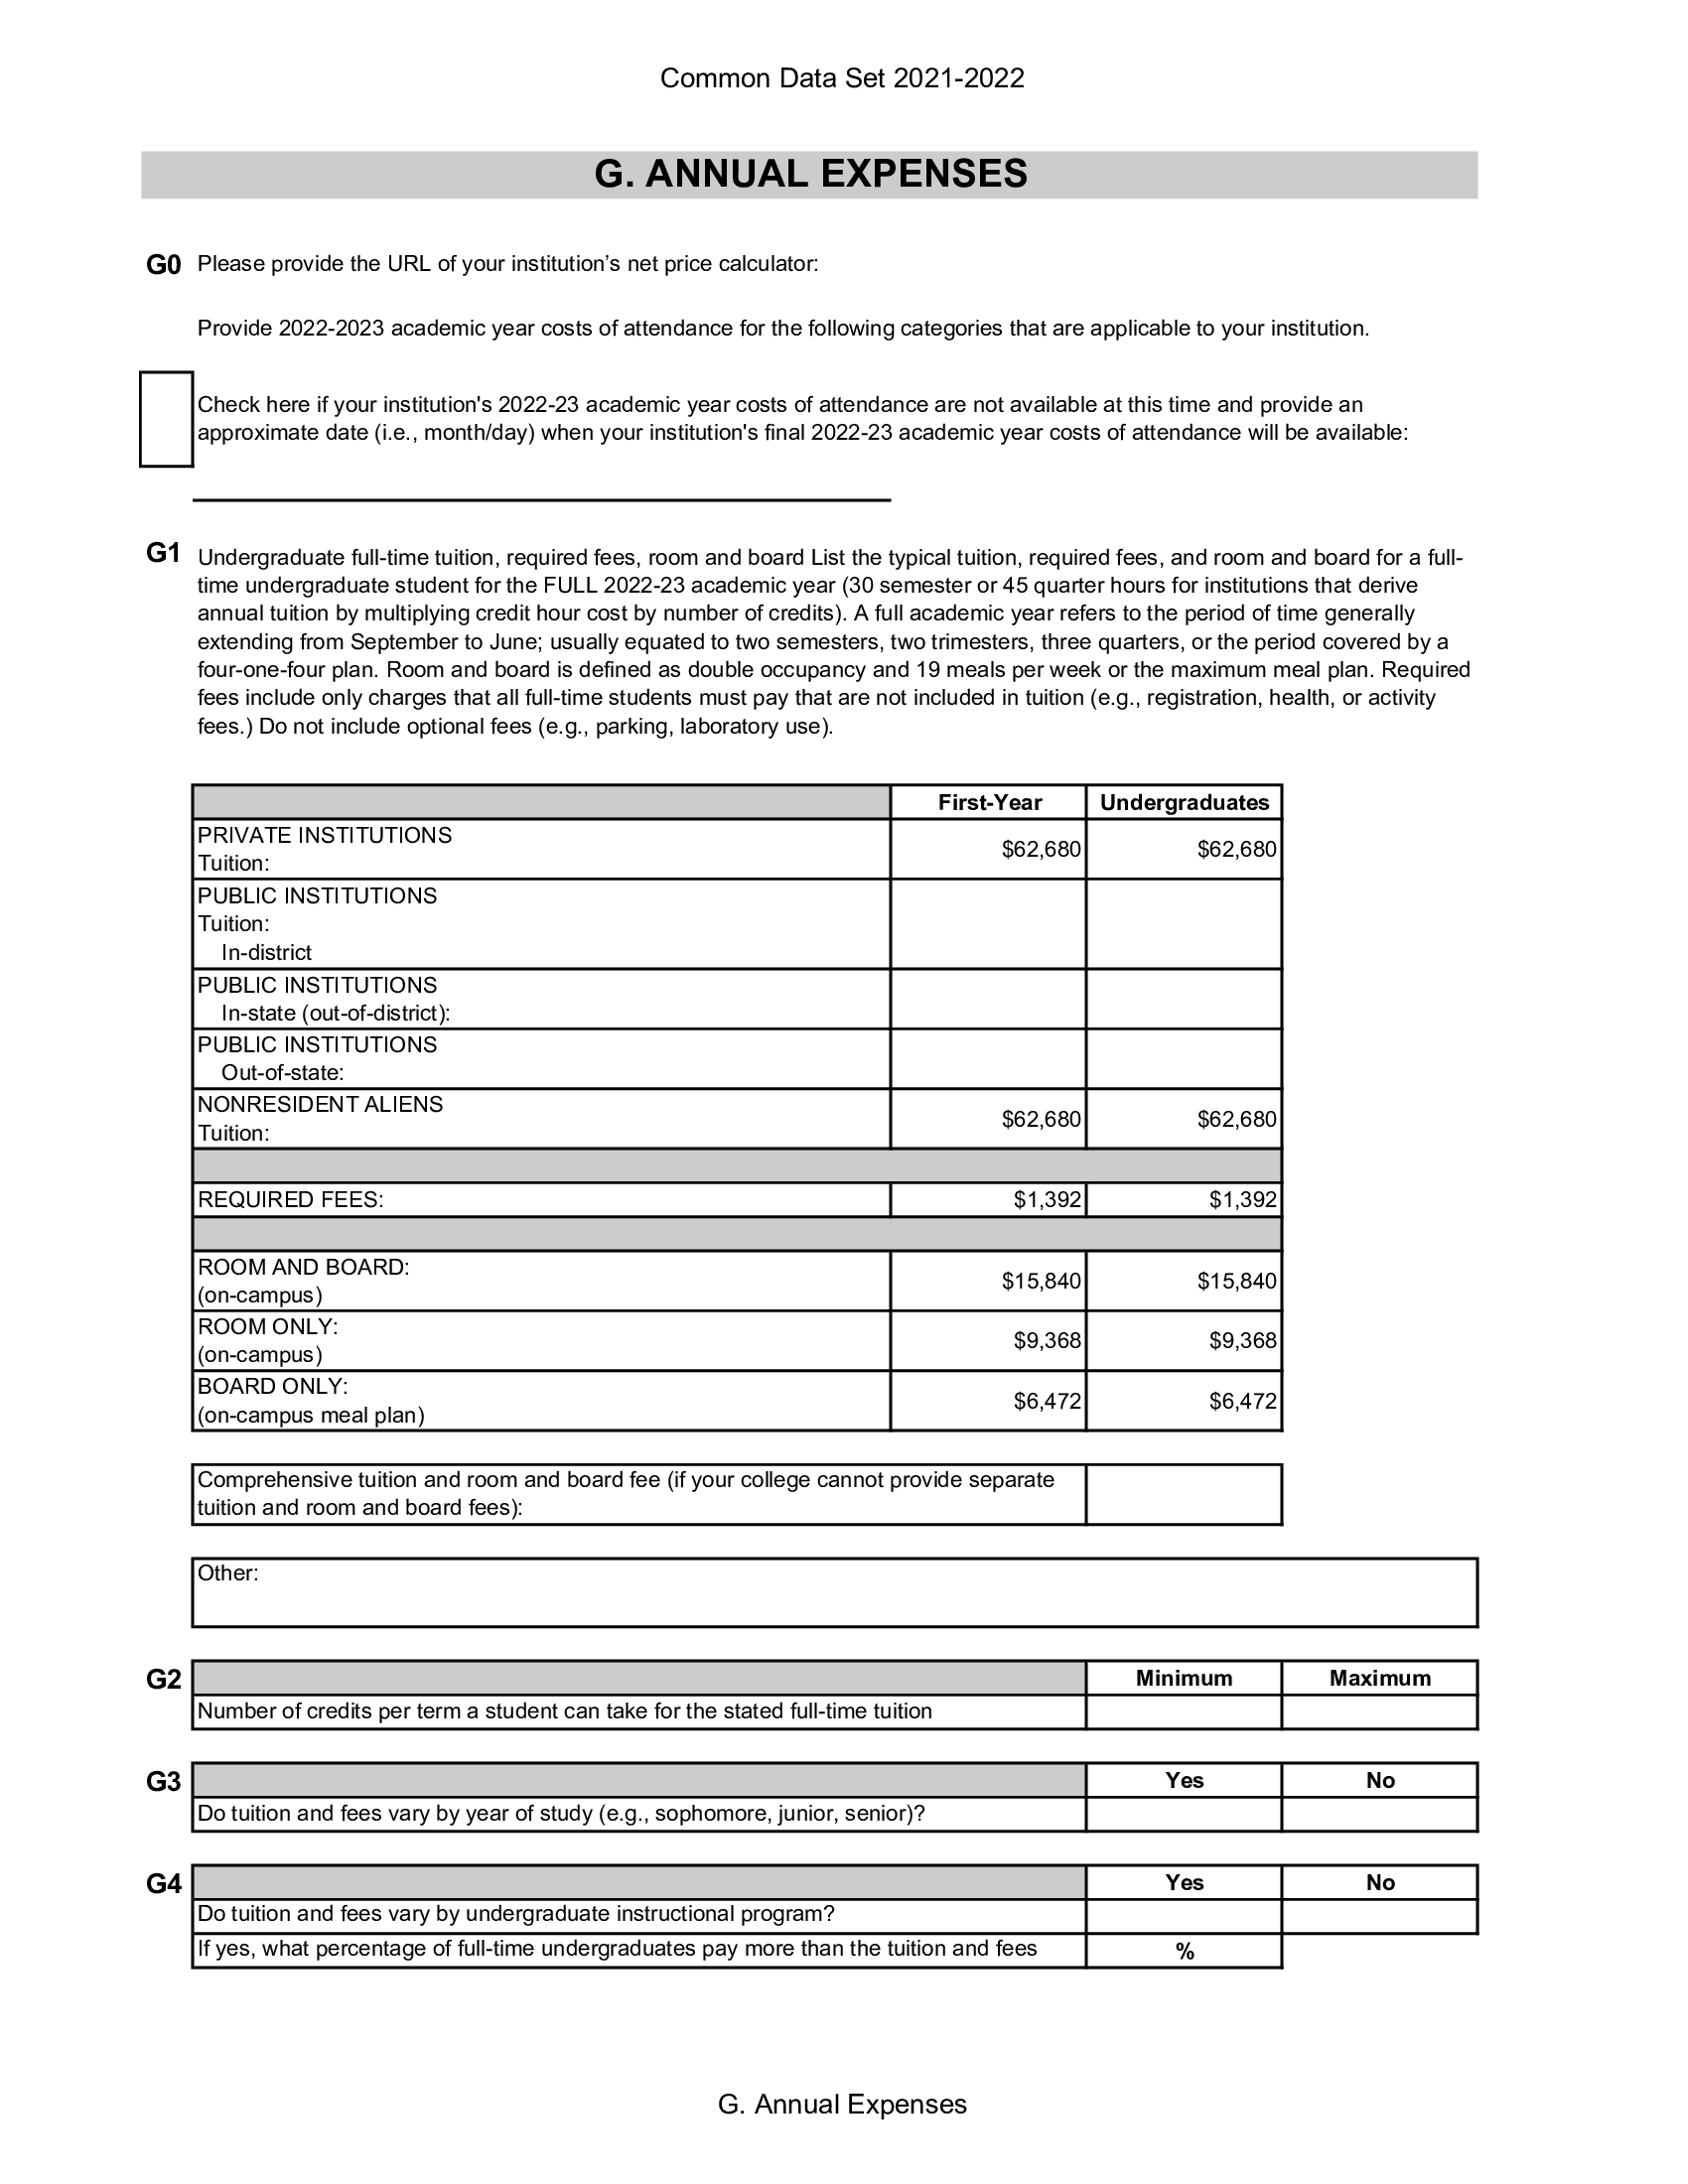 Common Data Set 2021-2022
G. ANNUAL EXPENSES
G0 Please provide the URL of your institution’s net price calculator:
Provide 2022-2023 academic year costs of attendance for the following categories that are applicable to your institution.
Check here if your institution's 2022-23 academic year costs of attendance are not available at this time and provide an
approximate date (i.e., month/day) when your institution's final 2022-23 academic year costs of attendance will be available:
G1 Undergraduate full-time tuition, required fees, room and board List the typical tuition, required fees, and room and board for a full-
time undergraduate student for the FULL 2022-23 academic year (30 semester or 45 quarter hours for institutions that derive
annual tuition by multiplying credit hour cost by number of credits). A full academic year refers to the period of time generally
extending from September to June; usually equated to two semesters, two trimesters, three quarters, or the period covered by a
four-one-four plan. Room and board is defined as double occupancy and 19 meals per week or the maximum meal plan. Required
fees include only charges that all full-time students must pay that are not included in tuition (e.g., registration, health, or activity
fees.) Do not include optional fees (e.g., parking, laboratory use).
First-Year Undergraduates
PRIVATE INSTITUTIONS
Tuition: $62,680 $62,680
PUBLIC INSTITUTIONS
Tuition:
In-district
PUBLIC INSTITUTIONS
In-state (out-of-district):
PUBLIC INSTITUTIONS
Out-of-state:
NONRESIDENT ALIENS
Tuition: $62,680 $62,680
REQUIRED FEES: $1,392 $1,392
ROOM AND BOARD:
(on-campus) $15,840 $15,840
ROOM ONLY:
(on-campus) $9,368 $9,368
BOARD ONLY:
(on-campus meal plan) $6,472 $6,472
Comprehensive tuition and room and board fee (if your college cannot provide separate
tuition and room and board fees):
Other:
G2 Minimum Maximum
Number of credits per term a student can take for the stated full-time tuition
G3 Yes No
Do tuition and fees vary by year of study (e.g., sophomore, junior, senior)?
G4 Yes No
Do tuition and fees vary by undergraduate instructional program?
If yes, what percentage of full-time undergraduates pay more than the tuition and fees %
G. Annual Expenses